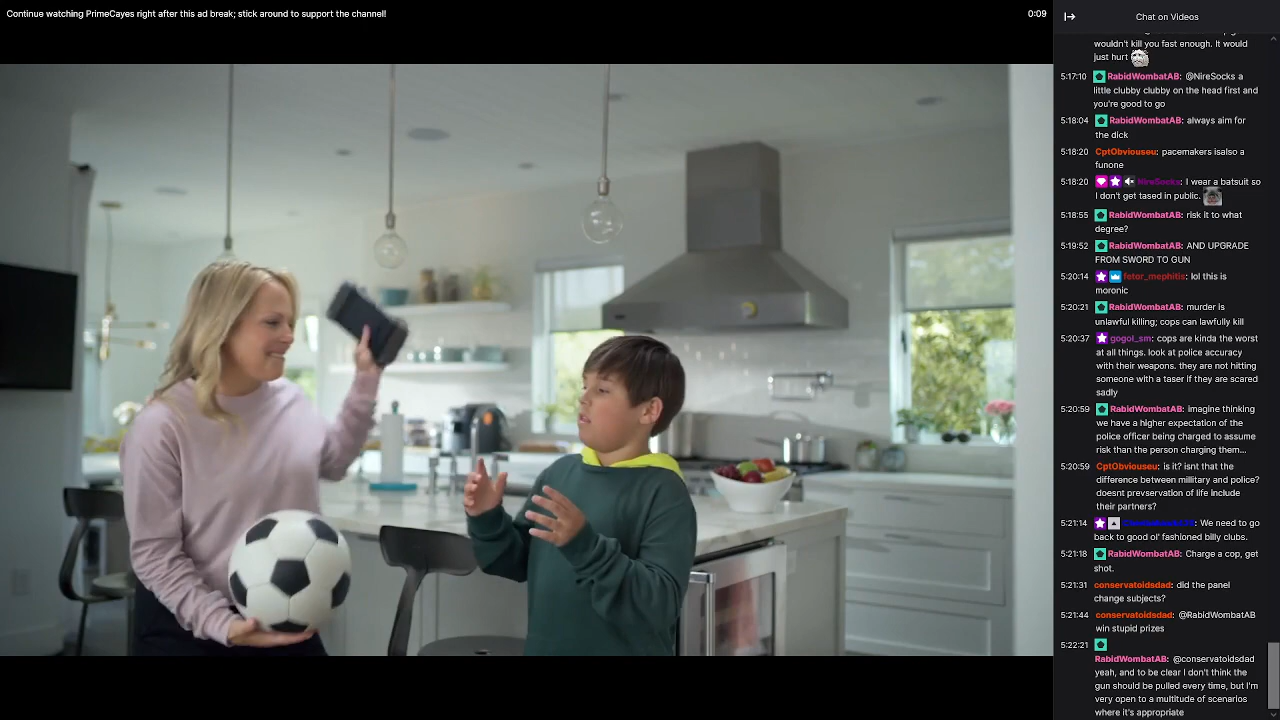 Continue watching PrimeCayes right after this ad break; stick around to support the channel!
0:09
Chat on Videos
wouldn't kill you fast enough. It would
just hurt
5:17:10 RabidWombatAB: @NireSocks a
little clubby clubby on the head first and
you're good to go
5:18:04 RabidWombatAB: always aim for
the dick
5:18:20 CptObviouseu: pacemakers isalso a
funone
5:18:20 NireSocks: I wear a batsuit so
I don't get tased in public.
5:18:55 RabidWombatAB: risk it to what
degree?
5:19:52 RabidWombatAB: AND UPGRADE
FROM SWORD TO GUN
5:20:14 fetor_mephitis: lol this is
moronic
5:20:21 RabidWombatAB: murder is
unlawful killing; cops can lawfully kill
5:20:37 gogol_sm: cops are kinda the worst
at all things. look at police accuracy
with their weapons. they are not hitting
someone with a taser if they are scared
sadly
5:20:59 RabidWombatAB: imagine thinking
we have a higher expectation of the
police officer being charged to assume
risk than the person charging them...
5:20:59 CptObviouseu: is it? isnt that the
difference between millitary and police?
doesnt prevservation of life include
their partners?
5:21:14 We need to go
back to good ol' fashioned billy clubs.
5:21:18 RabidWombatAB: Charge a cop, get
shot.
5:21:31 conservatoidsdad: did the panel
change subjects?
5:21:44 conservatoidsdad: @RabidWombatAB
win stupid prizes
5:22:21
RabidWombatAB: @conservatoidsdad
yeah, and to be clear I don't think the
gun should be pulled every time, but I'm
very open to a multitude of scenarios
where it's appropriate